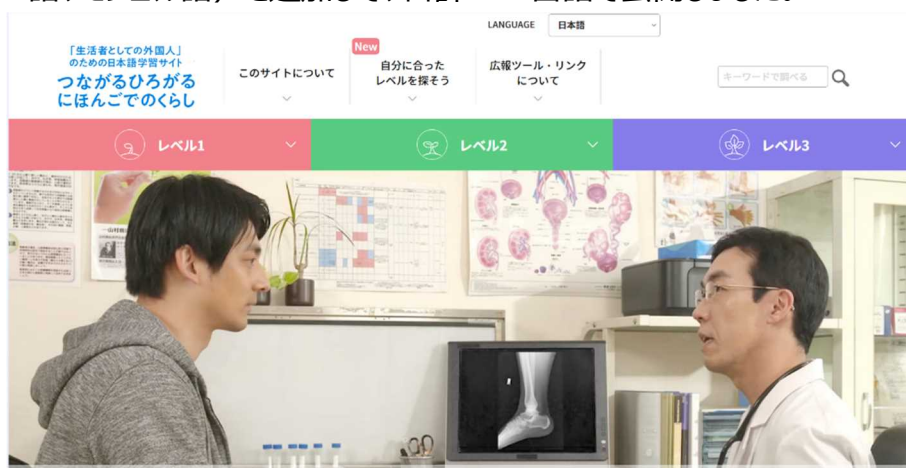 LANGUAGE 日本語
「生活者としての外国人」
のための日本語学習サイト
つながるひろがる
にほんごでのくらし
このサイトについて
New
自分に合った
レベルを探そう
広報ツール・リンク
について
キーワードで調べる
レベル1
レベル2
レベル3